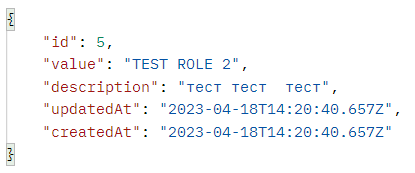 {
    "id": 5,
    "value": "TEST ROLE 2",
    "description": "тест тест  тест",
    "updatedAt": "2023-04-18T14:20:40.657Z",
    "createdAt": "2023-04-18T14:20:40.657Z"
}